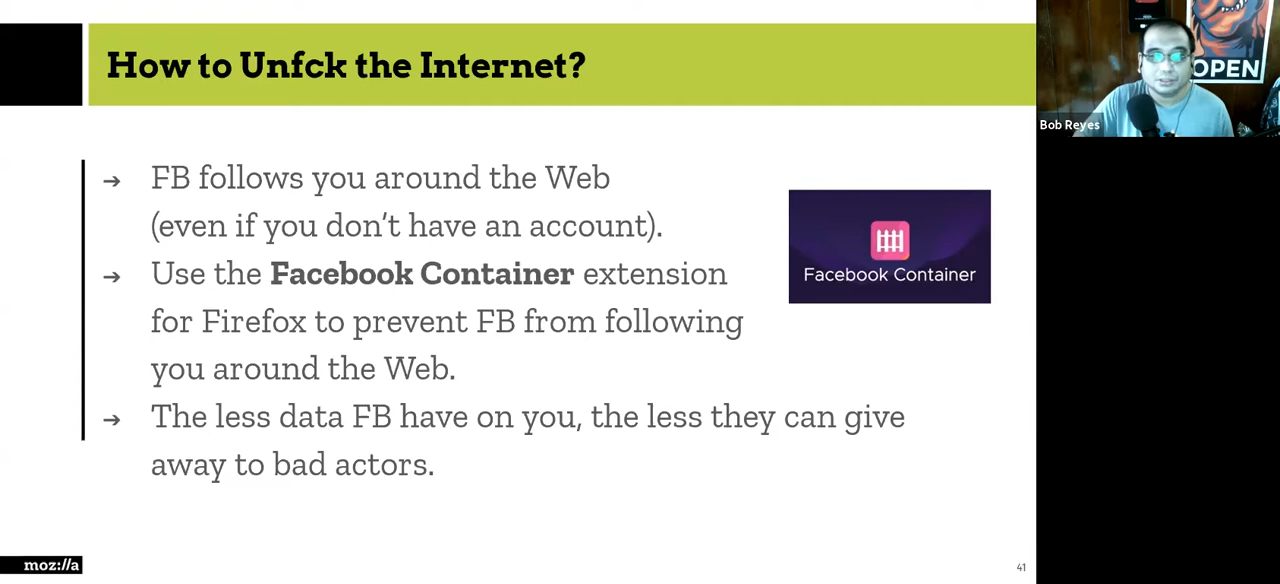 How to Unfck the Internet?
OPEN
Bob Reyes
➔ FB follows you around the Web
(even if you don’t have an account).
➔ Use the Facebook Container extension
for Firefox to prevent FB from following
you around the Web.
➔ The less data FB have on you, the less they can give
away to bad actors.
Facebook Container
moz://a
41